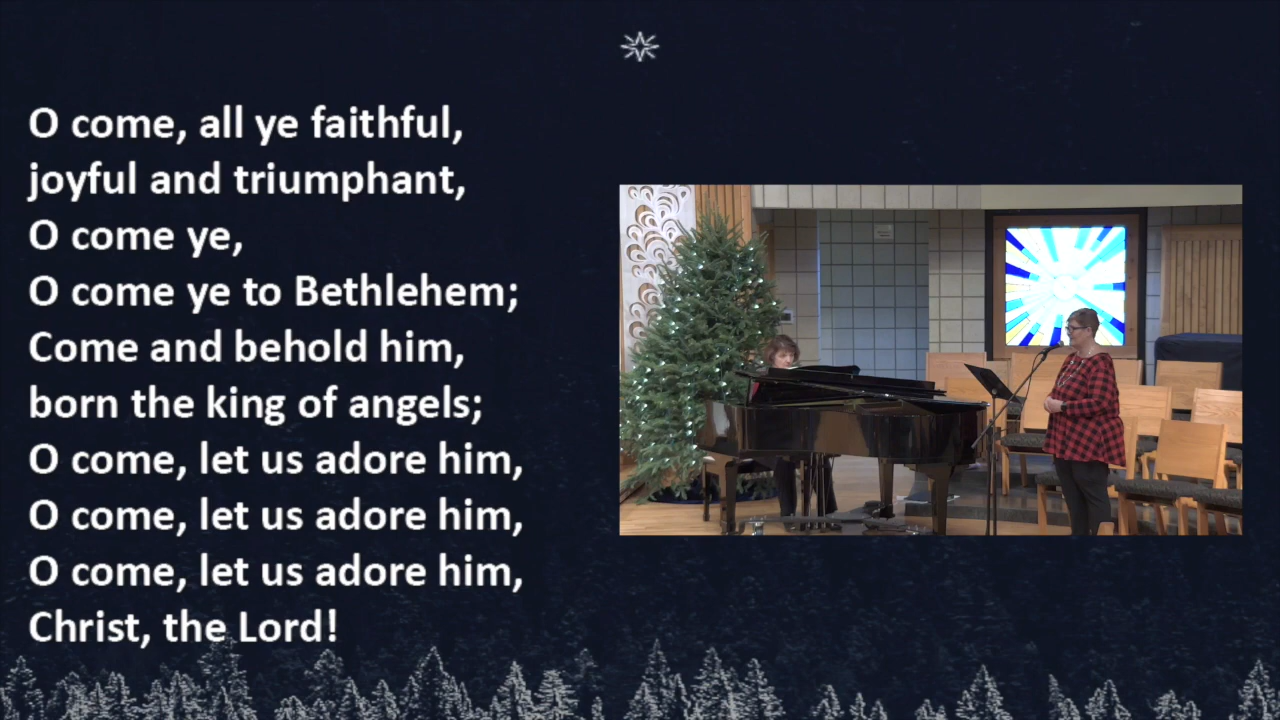 O come, all ye faithful,
joyful and triumphant,
O come ye,
O come ye to Bethlehem;
Come and behold him,
born the king of angels;
O come, let us adore him,
O come, let us adore him,
O come, let us adore him,
Christ, the Lord!